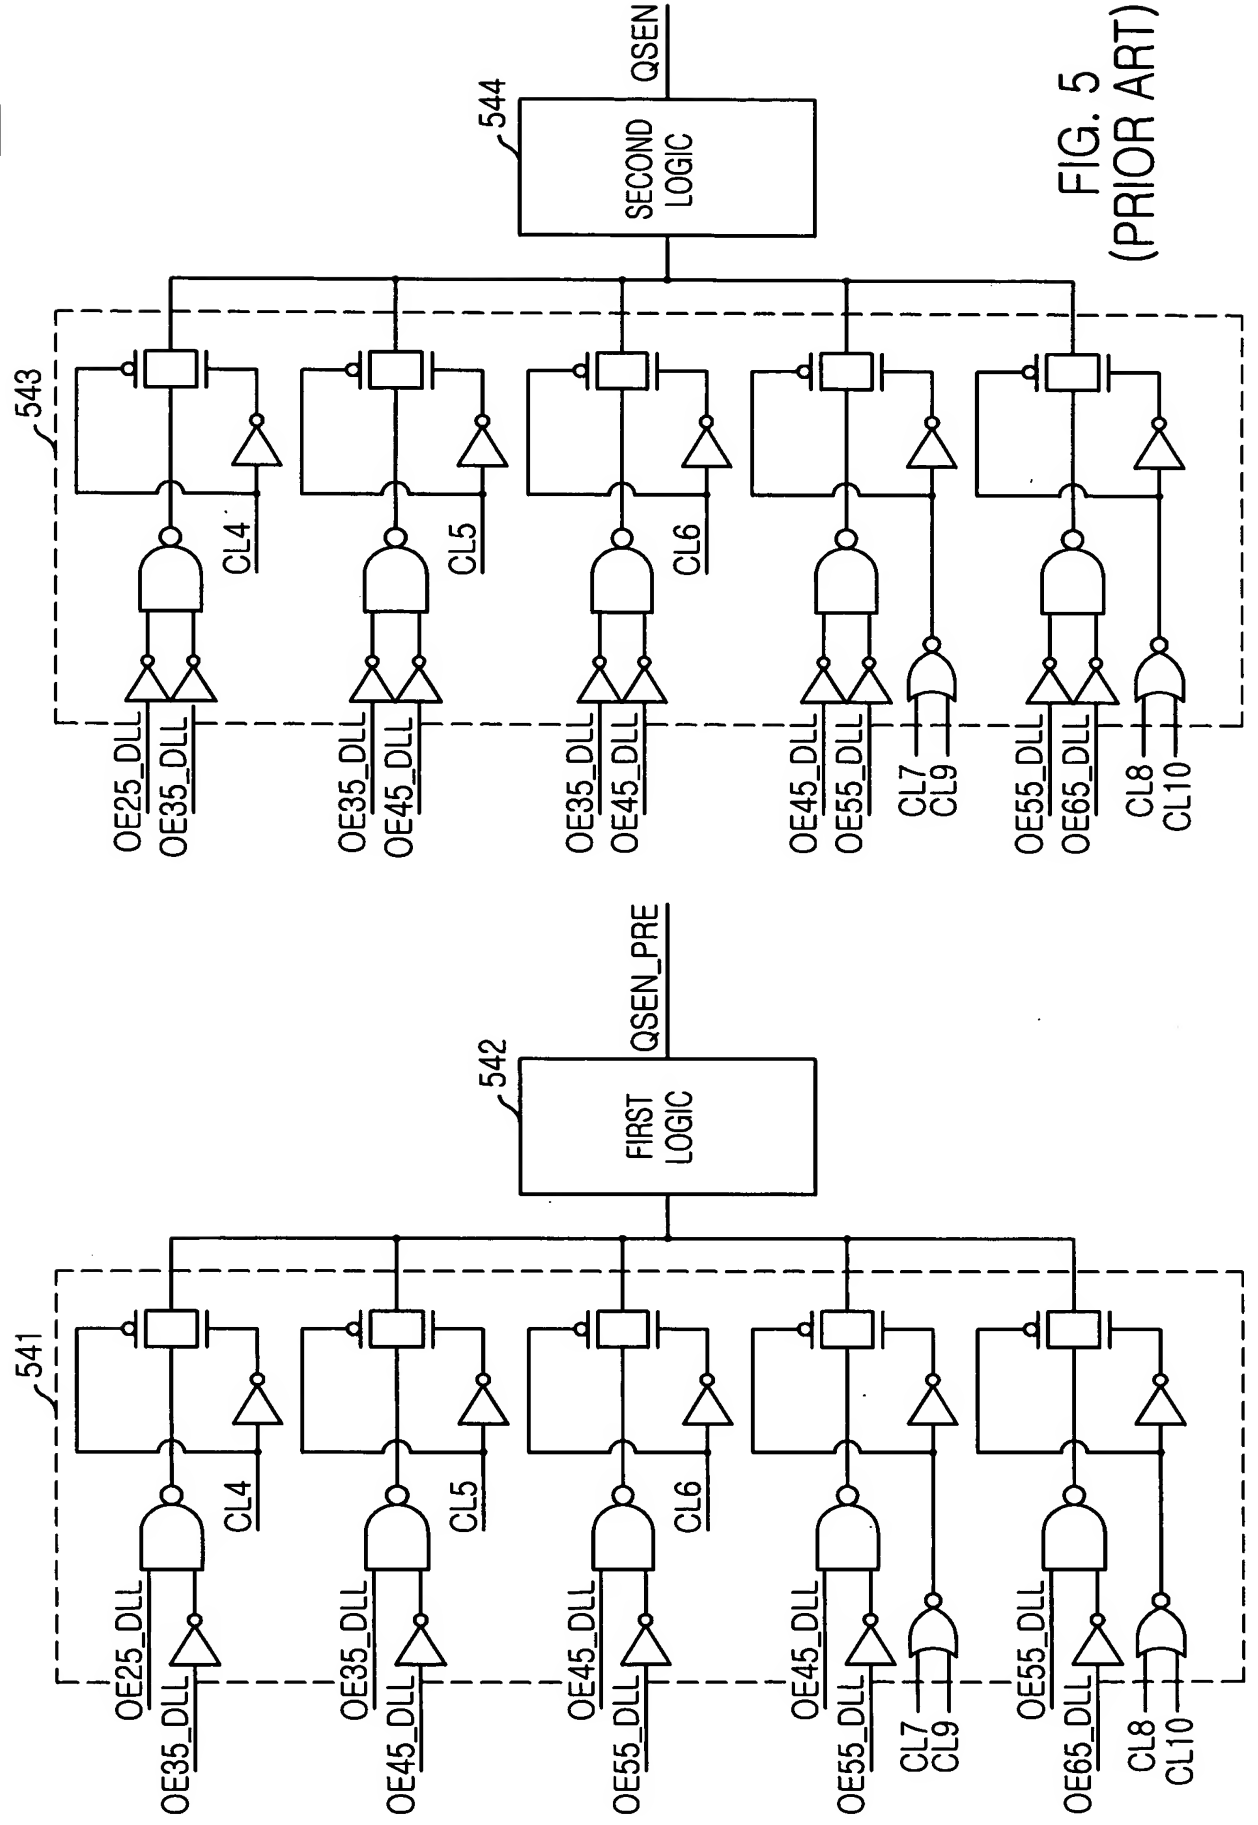 541
OE25_DLL
OE35_DLL
CL4
OE35_DLL
OE45_DLL
CL5
OE45_DLL
OE55_DLL
CL6
OE45_DLL
OE55_DLL
CL7
CL9
OE55_DLL
OE65_DLL
CL8
CL10
542
FIRST
LOGIC
QSEN_PRE
543
OE25_DLL
OE35_DLL
CL4
OE35_DLL
OE45_DLL
CL5
OE35_DLL
OE45_DLL
CL6
OE45_DLL
OE55_DLL
CL7
CL9
OE55_DLL
OE65_DLL
CL8
CL10
544
SECOND
LOGIC
QSEN
FIG. 5
(PRIOR ART)